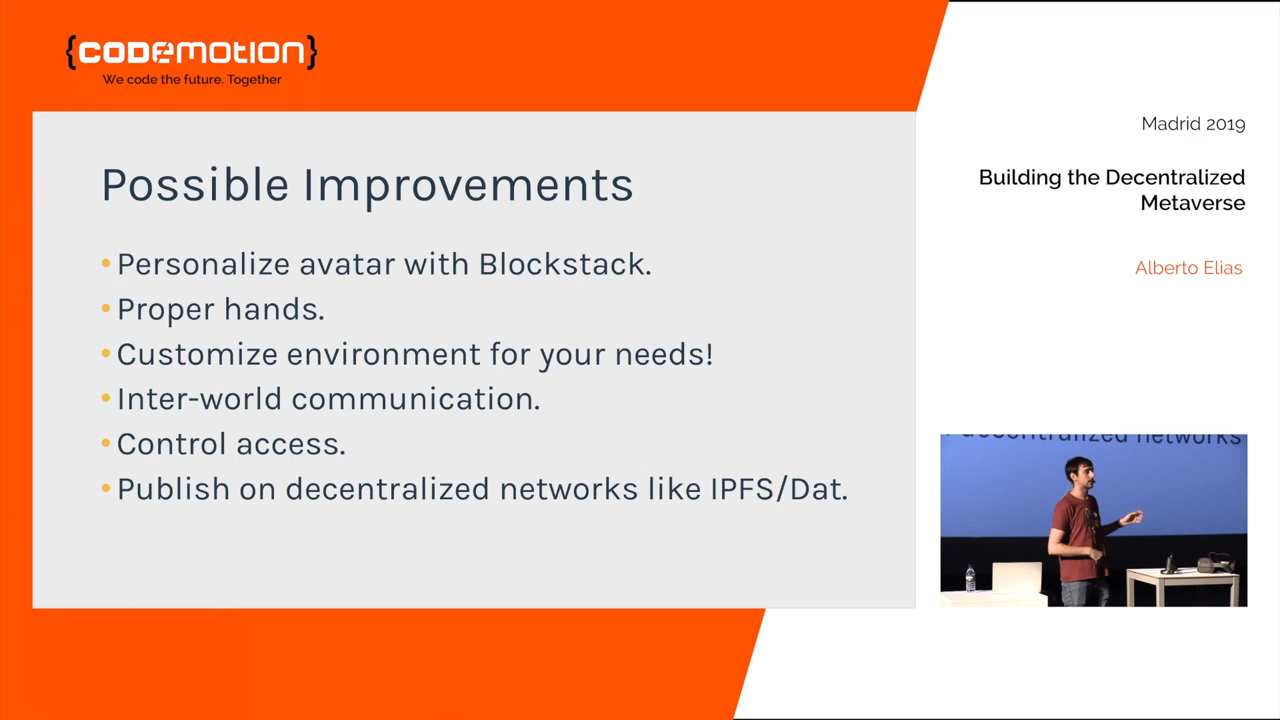 {CODEMOTION}
We code the future. Together
Possible Improvements
• Personalize avatar with Blockstack.
• Proper hands.
• Customize environment for your needs!
• Inter-world communication.
• Control access.
• Publish on decentralized networks like IPFS/Dat.
Madrid 2019
Building the Decentralized
Metaverse
Alberto Elias
decentralized networks